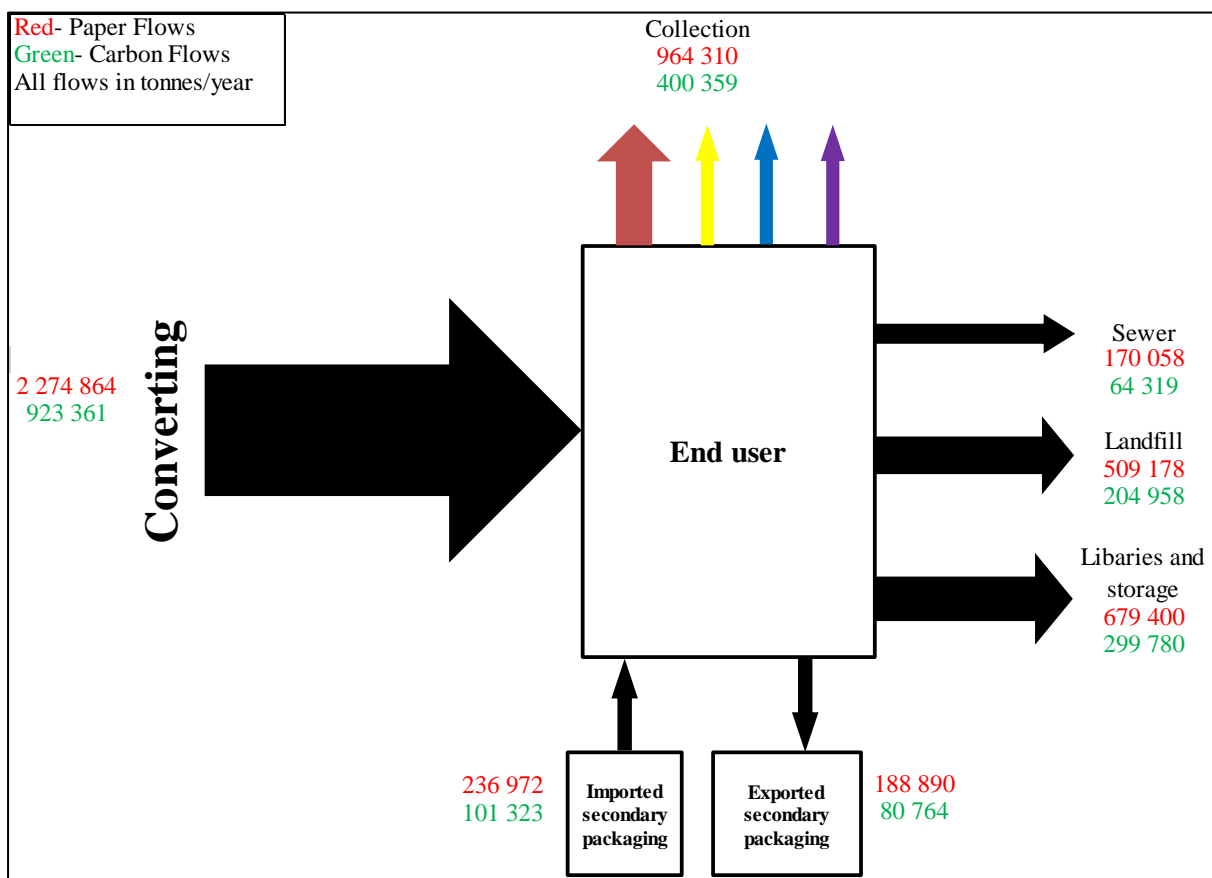 Red- Paper Flows
Green- Carbon Flows
All flows in tonnes/year
Collection
964 310
400 359
2 274 864
923 361
Converting
End user
Sewer
170 058
64 319
Landfill
509 178
204 958
Libaries and
storage
679 400
299 780
236 972
101 323
Imported
secondary
packaging
Exported
secondary
packaging
188 890
80 764